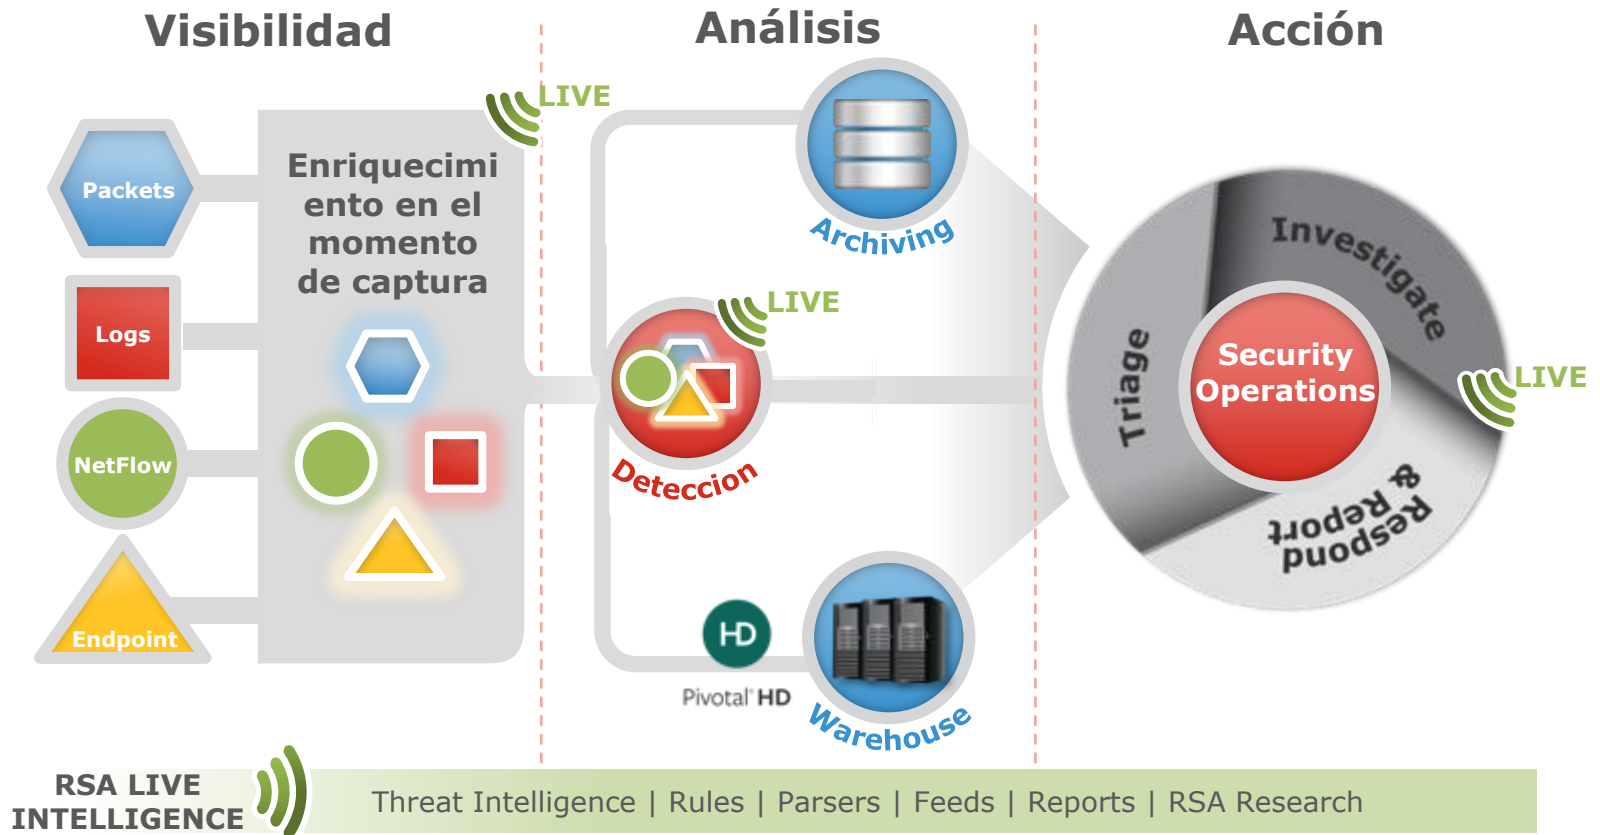 Visibilidad
Análisis
Acción
LIVE
Packets
Logs
NetFlow
Endpoint
Enriquecimi
ento en el
momento
de captura
Archiving
LIVE
Deteccion
HD
Pivotal HD
Warehouse
Triage
Investigate
Respond
& Report
Security
Operations
LIVE
RSA LIVE
INTELLIGENCE
Threat Intelligence | Rules | Parsers | Feeds | Reports | RSA Research